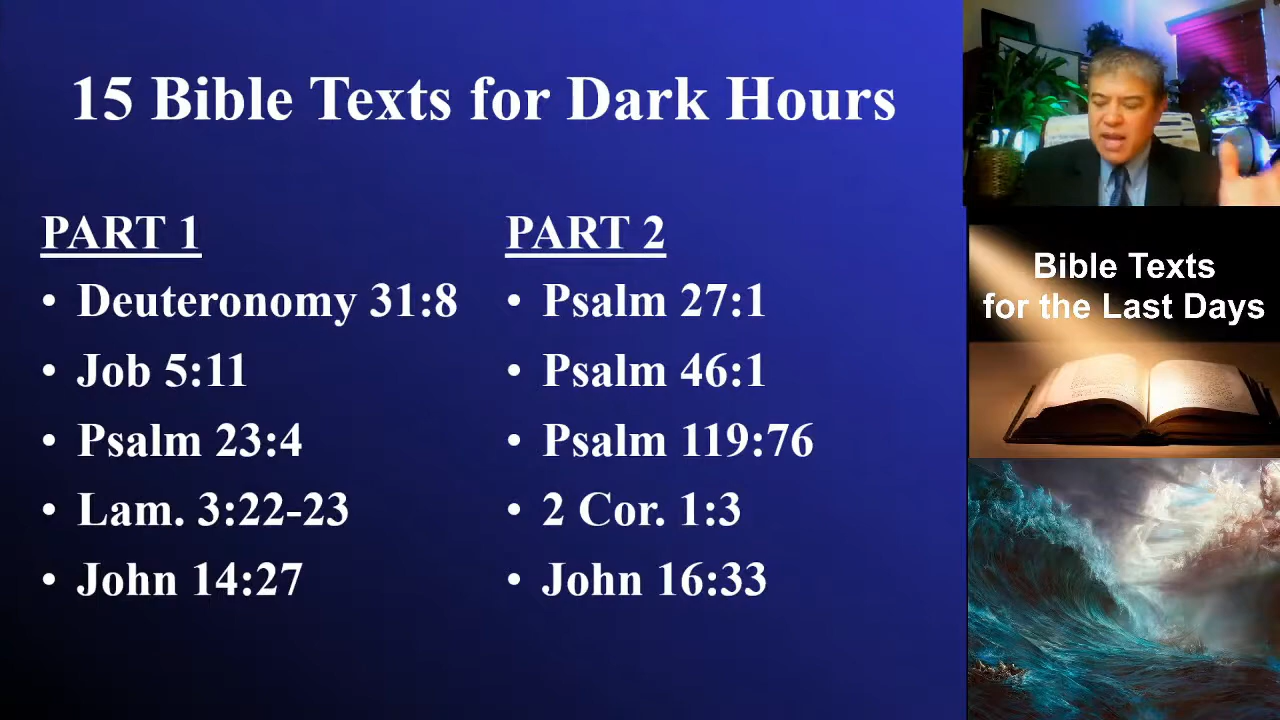 15 Bible Texts for Dark Hours
PART 1
• Deuteronomy 31:8
• Job 5:11
• Psalm 23:4
• Lam. 3:22-23
• John 14:27
PART 2
• Psalm 27:1
• Psalm 46:1
• Psalm 119:76
• 2 Cor. 1:3
• John 16:33
Bible Texts
for the Last Days